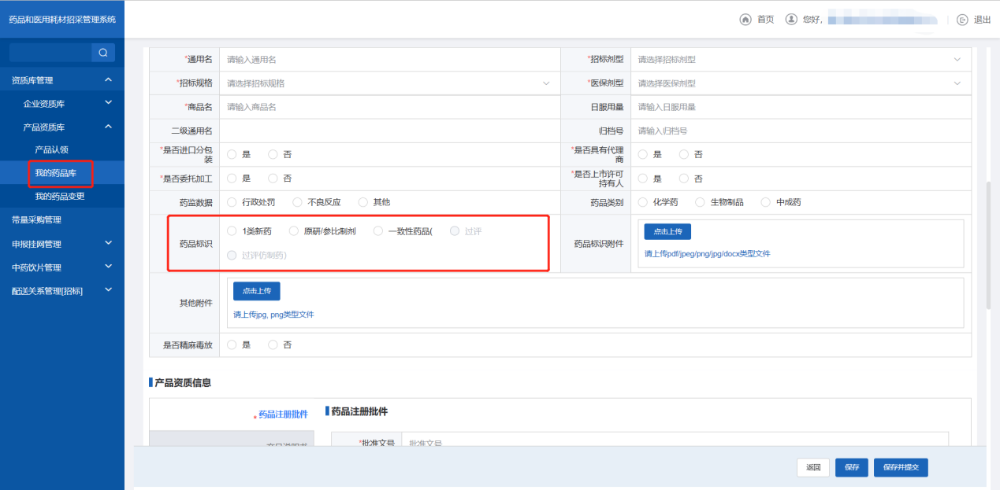 药品和医用耗材招采管理系统
首页
您好,
退出
资质库管理
企业资质库
产品资质库
产品认领
我的药品库
我的药品变更
带量采购管理
申报挂网管理
中药饮片管理
配送关系管理[招标]
*通用名 请输入通用名 *招标剂型 请选择招标剂型
*招标规格 请选择招标规格 *医保剂型 请选择医保剂型
*商品名 请输入商品名 日服用量 请输入日服用量
二级通用名 归档号 请输入归档号
*是否进口分包装 是 否 *是否具有代理商 是 否
*是否委托加工 是 否 *是否上市许可持有人 是 否
药监数据 行政处罚 不良反应 其他 药品类别 化学药 生物制品 中成药
药品标识 1类新药 原研/参比制剂 一致性药品( 过评
过评仿制药)
药品标识附件 点击上传
请上传pdf/jpeg/png/jpg/docx类型文件
其他附件 点击上传
请上传jpg, png类型文件
是否精麻毒放 是 否
产品资质信息
*药品注册批件 药品注册批件
*批准文号 批准文号
返回 保存 保存并提交